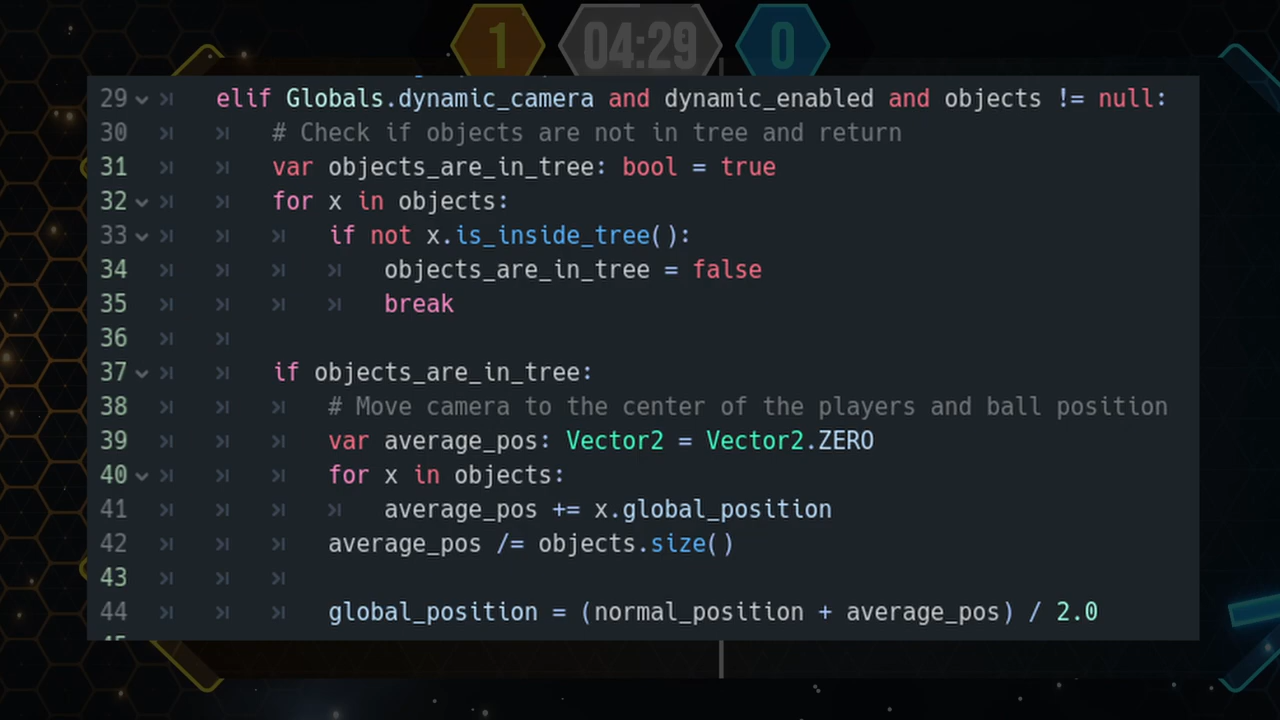 1 04:29 0
29 elif Globals.dynamic_camera and dynamic_enabled and objects != null:
30 # Check if objects are not in tree and return
31 var objects_are_in_tree: bool = true
32 for x in objects:
33 if not x.is_inside_tree():
34 objects_are_in_tree = false
35 break
36
37 if objects_are_in_tree:
38 # Move camera to the center of the players and ball position
39 var average_pos: Vector2 = Vector2.ZERO
40 for x in objects:
41 average_pos += x.global_position
42 average_pos /= objects.size()
43
44 global_position = (normal_position + average_pos) / 2.0